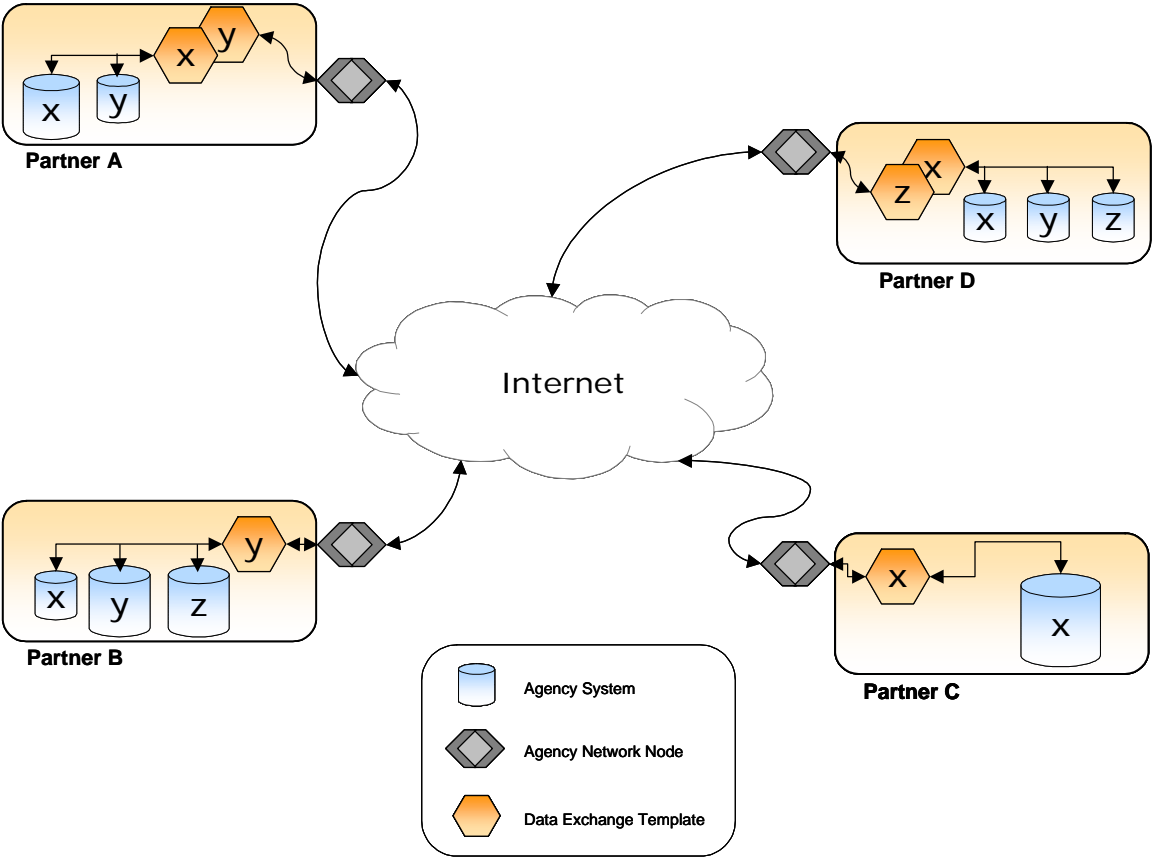 x y x y
Partner A
z x x y z
Partner D
Internet
x y z y
Partner B
x x
Partner C
Agency System
Agency Network Node
Data Exchange Template